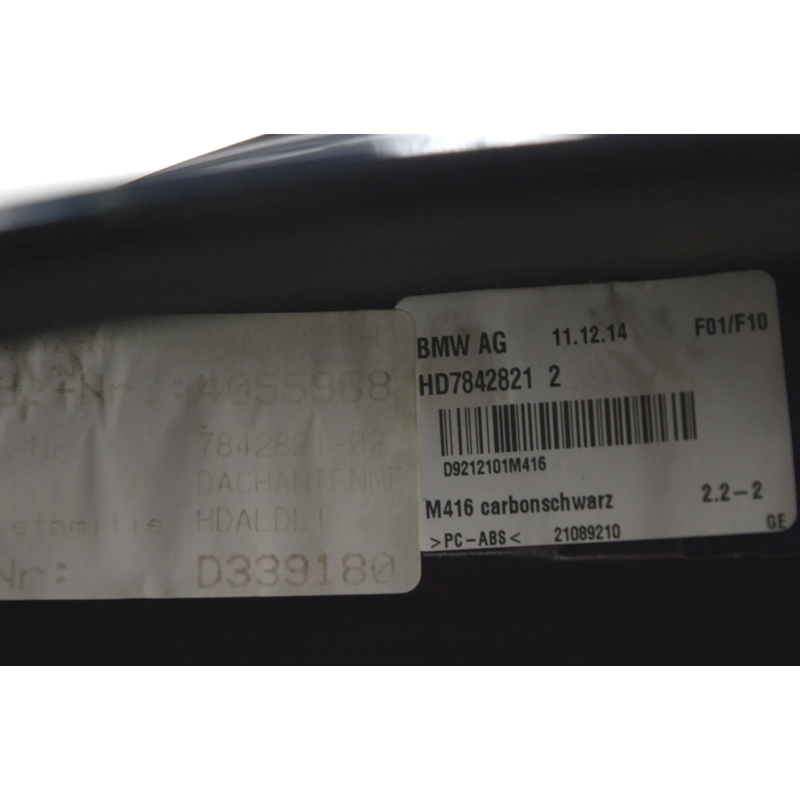 4055968
7842821-02
DACHANTENNE
HDALDL1
Nr: D339180
BMW AG 11.12.14 F01/F10
HD7842821 2
D9212101M416
M416 carbonschwarz 2.2-2
>PC-ABS< 21089210 GE